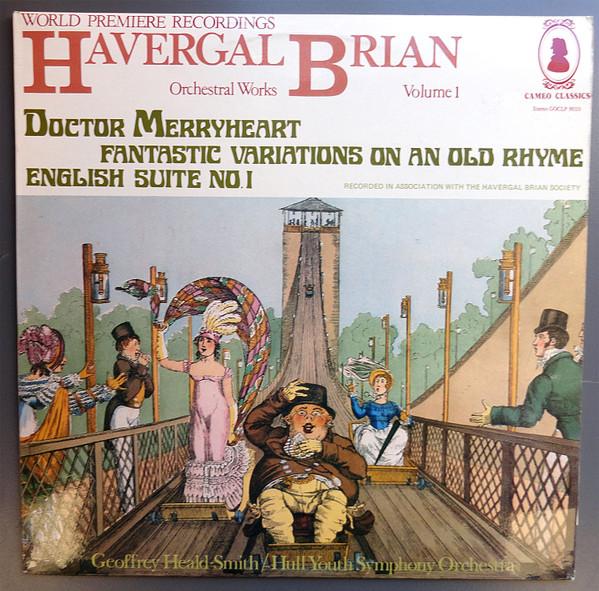 WORLD PREMIERE RECORDINGS
HAVERGAL BRIAN
Orchestral Works Volume 1
CAMEO CLASSICS
DOCTOR MERRYHEART
FANTASTIC VARIATIONS ON AN OLD RHYME
ENGLISH SUITE NO.1
RECORDED IN ASSOCIATION WITH THE HAVERGAL BRIAN SOCIETY
Geoffrey Heald-Smith / Hull Youth Symphony Orchestra